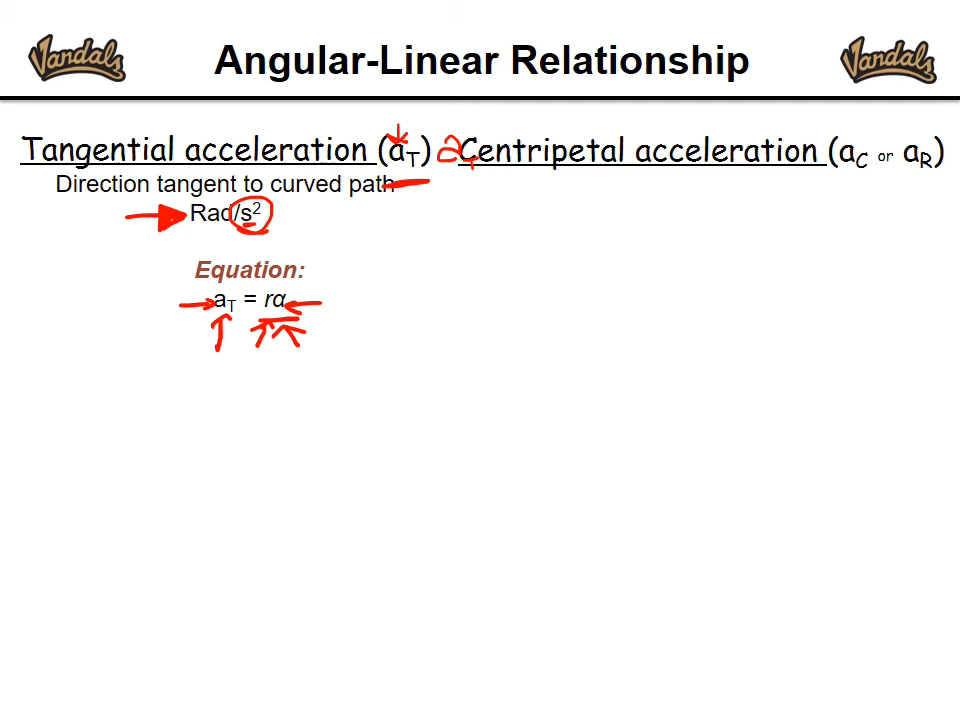 Vandals
Angular-Linear Relationship
Vandals
Tangential acceleration (aT)
aT
Centripetal acceleration (aC or aR)
Direction tangent to curved path
Rad/s²
Equation:
aT = rα